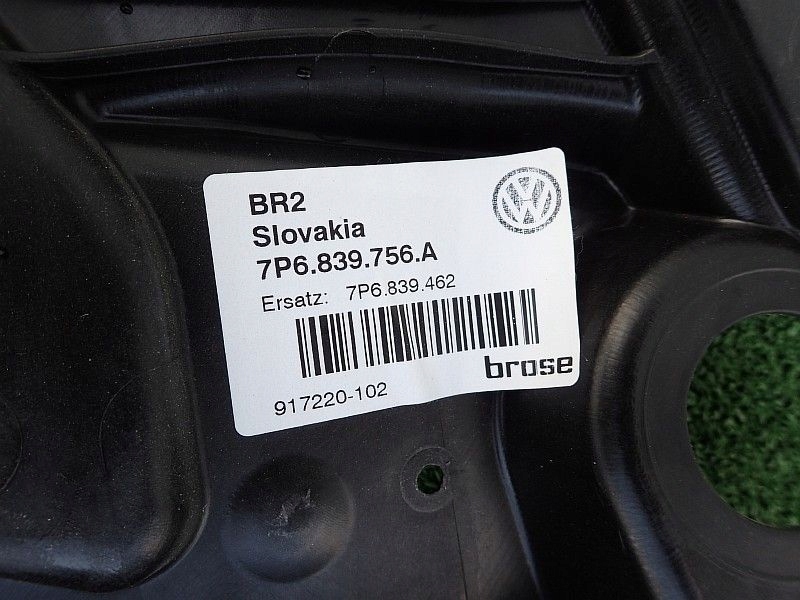 BR2
Slovakia
7P6.839.756.A
Ersatz: 7P6.839.462
brose
917220-102